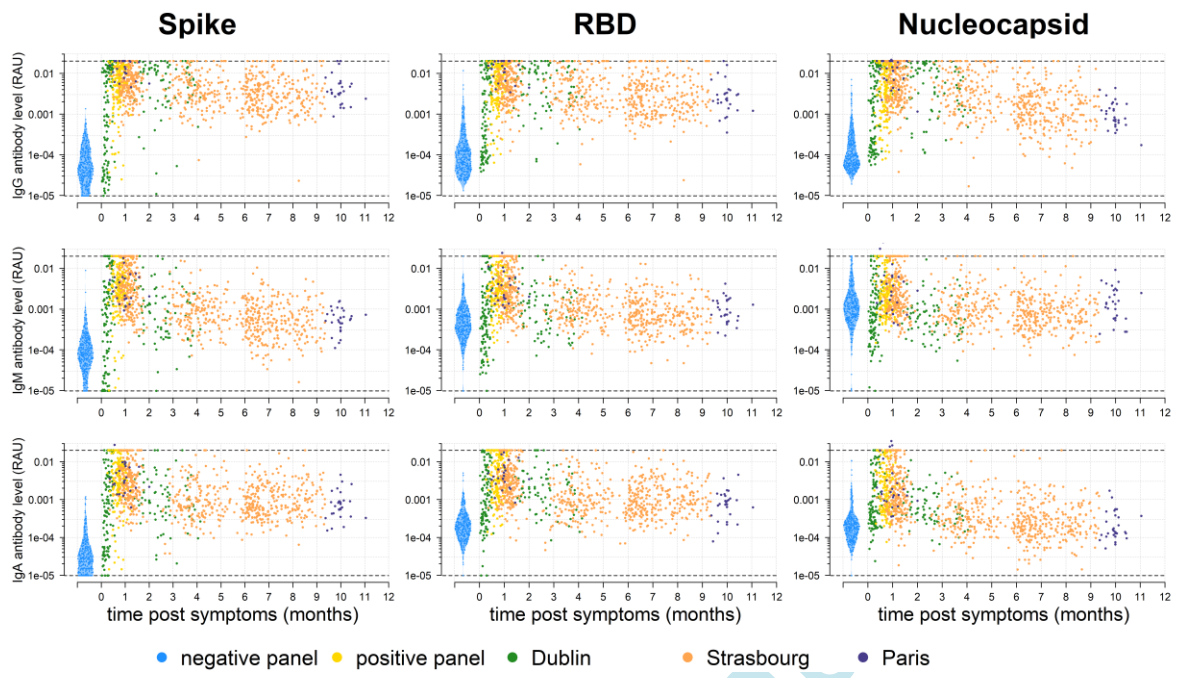 Spike RBD Nucleocapsid
IgG antibody level (RAU)
0.01 0.01 0.01
0.001 0.001 0.001
1e-04 1e-04 1e-04
1e-05 1e-05 1e-05
0 1 2 3 4 5 6 7 8 9 10 11 12 0 1 2 3 4 5 6 7 8 9 10 11 12 0 1 2 3 4 5 6 7 8 9 10 11 12
IgM antibody level (RAU)
0.01 0.01 0.01
0.001 0.001 0.001
1e-04 1e-04 1e-04
1e-05 1e-05 1e-05
0 1 2 3 4 5 6 7 8 9 10 11 12 0 1 2 3 4 5 6 7 8 9 10 11 12 0 1 2 3 4 5 6 7 8 9 10 11 12
IgA antibody level (RAU)
0.01 0.01 0.01
0.001 0.001 0.001
1e-04 1e-04 1e-04
1e-05 1e-05 1e-05
0 1 2 3 4 5 6 7 8 9 10 11 12 0 1 2 3 4 5 6 7 8 9 10 11 12 0 1 2 3 4 5 6 7 8 9 10 11 12
time post symptoms (months) time post symptoms (months) time post symptoms (months)
negative panel positive panel Dublin Strasbourg Paris